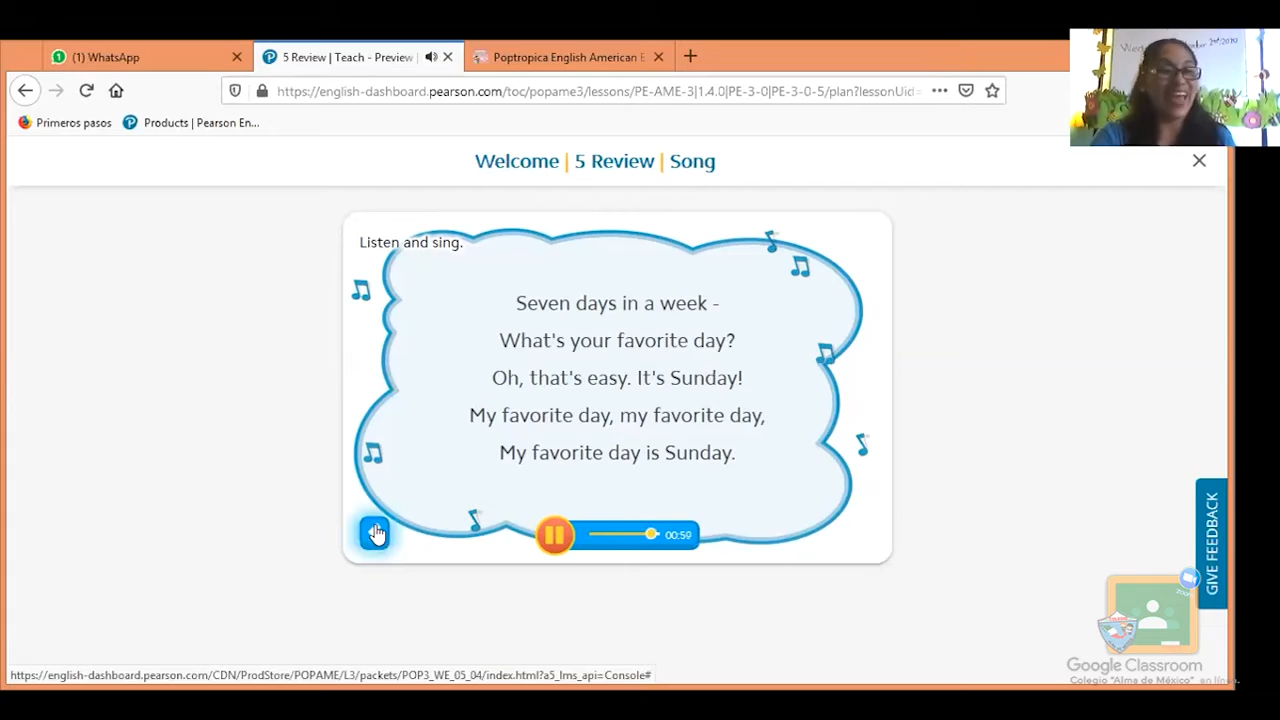 (1) WhatsApp
5 Review | Teach - Preview
Poptropica English American E
https://english-dashboard.pearson.com/toc/popame3/lessons/PE-AME-3|1.4.0|PE-3-0|PE-3-0-5/plan?lessonUid=
Primeros pasos
Products | Pearson En...
Welcome | 5 Review | Song
Listen and sing.
Seven days in a week -
What's your favorite day?
Oh, that's easy. It's Sunday!
My favorite day, my favorite day,
My favorite day is Sunday.
00:59
GIVE FEEDBACK
zoom
Google Classroom
Colegio "Alma de México" en línea.
https://english-dashboard.pearson.com/CDN/ProdStore/POPAME/L3/packets/POP3_WE_05_04/index.html?a5_lms_api=Console#